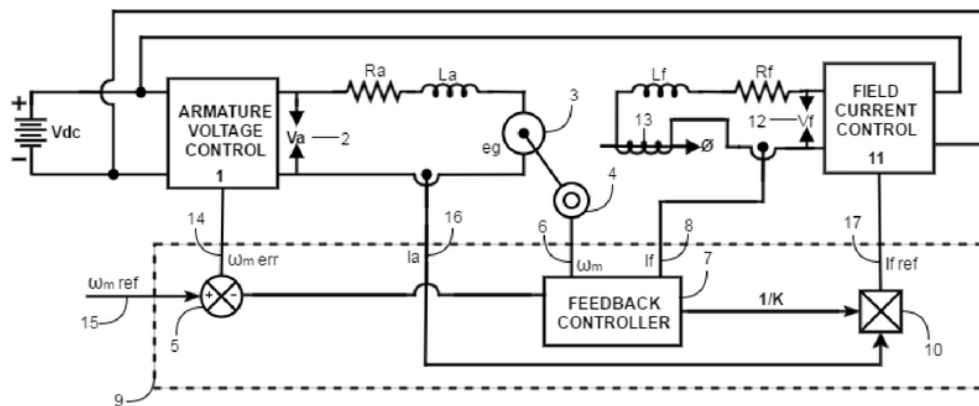 Ra
La
Lf
Rf
FIELD
CURRENT
CONTROL
11
ARMATURE
VOLTAGE
CONTROL
1
+
Vdc
−
Va
2
3
eg
13
12
Vf
Ø
4
14
16
6
8
7
17
ωm err
Ia
ωm
If
If ref
ωm ref
15
+
-
5
FEEDBACK
CONTROLLER
1/K
10
9